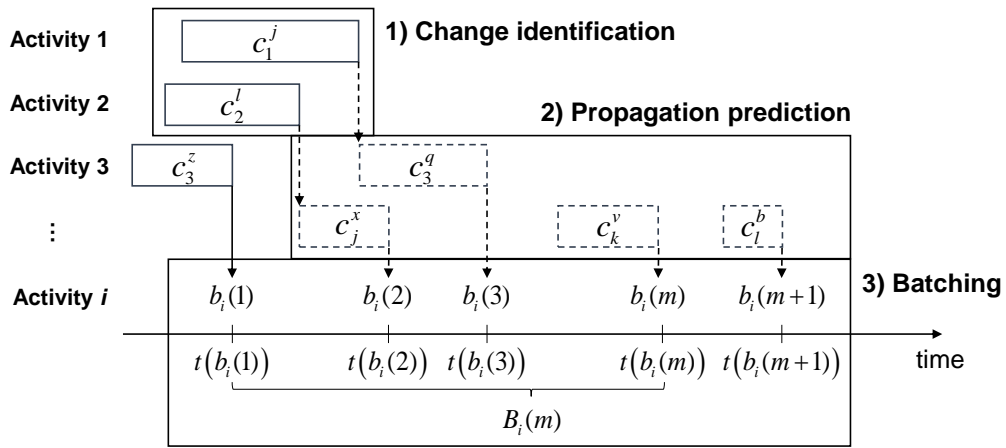 Activity 1
c_1^j
1) Change identification
Activity 2
c_2^l
2) Propagation prediction
Activity 3
c_3^z
c_3^q
⋮
c_j^x
c_k^v
c_l^b
3) Batching
Activity i
b_i(1)
b_i(2)
b_i(3)
b_i(m)
b_i(m+1)
t(b_i(1))
t(b_i(2))
t(b_i(3))
t(b_i(m))
t(b_i(m+1))
time
B_i(m)